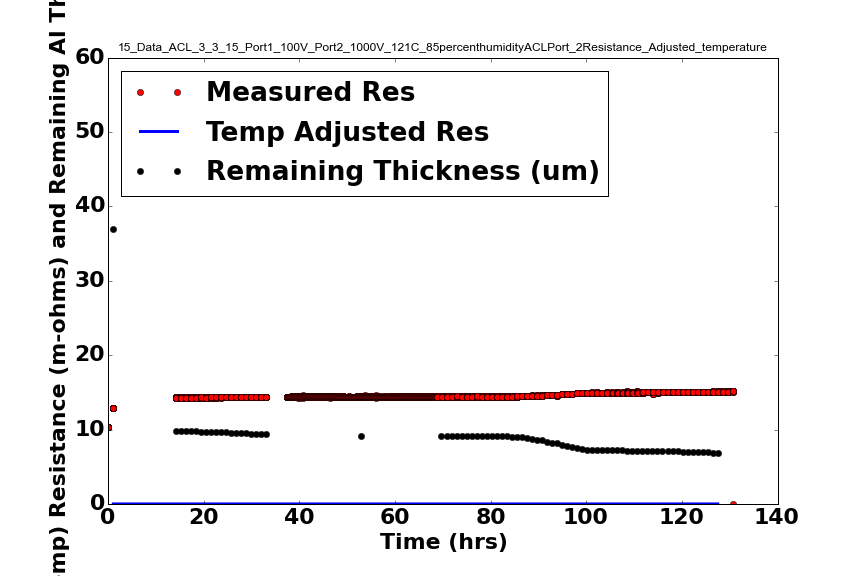 15_Data_ACL_3_3_15_Port1_100V_Port2_1000V_121C_85percenthumidityACLPort_2Resistance_Adjusted_temperature
60
50
40
30
20
10
0
Measured Res
Temp Adjusted Res
Remaining Thickness (um)
0 20 40 60 80 100 120 140
Time (hrs)
mp) Resistance (m-ohms) and Remaining Al Th